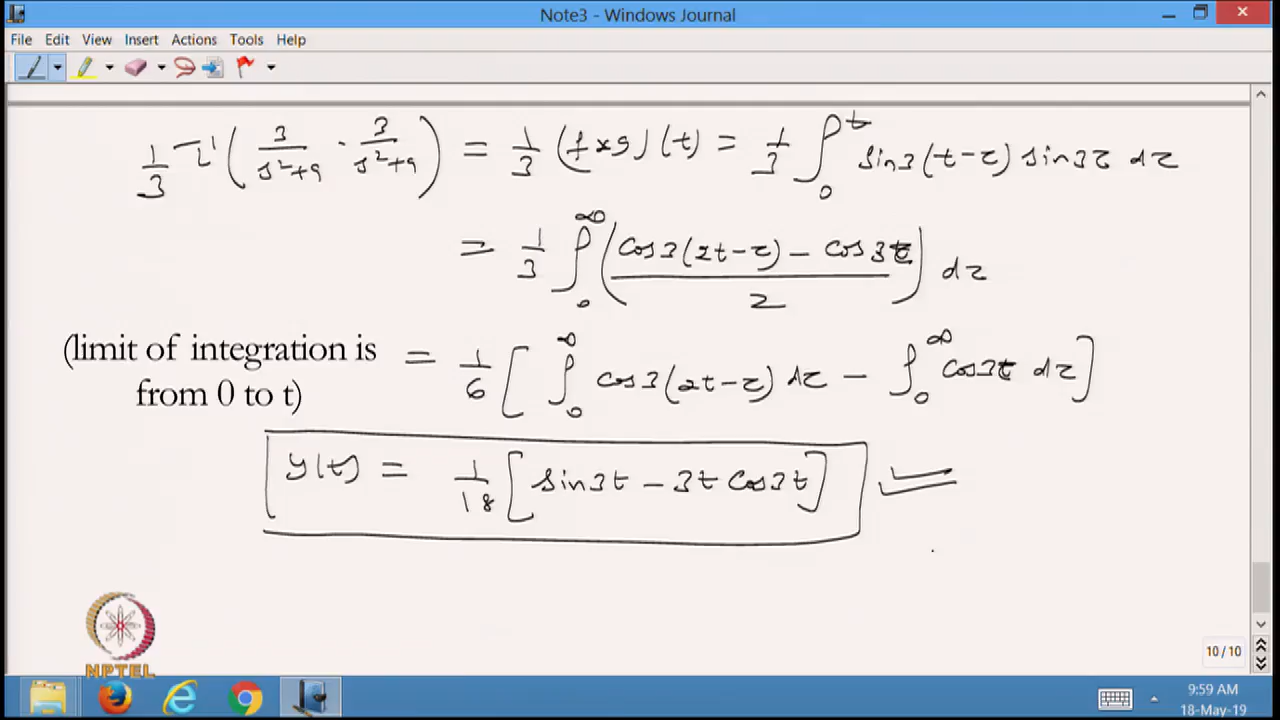 Note3 - Windows Journal
File Edit View Insert Actions Tools Help
1/3 L⁻¹(3/(s²+9) · 3/(s²+9)) = 1/3 (f*g)(t) = 1/3 ∫₀ᵗ sin3(t-τ) sin3τ dτ
= 1/3 ∫₀^∞ ((cos3(2t-τ) - cos3t)/2) dτ
(limit of integration is
from 0 to t)
= 1/6 [∫₀^∞ cos3(2t-τ) dτ - ∫₀^∞ cos3t dτ]
y(t) = 1/18 [sin3t - 3t cos3t]
10 / 10
NPTEL
9:59 AM
18-May-19